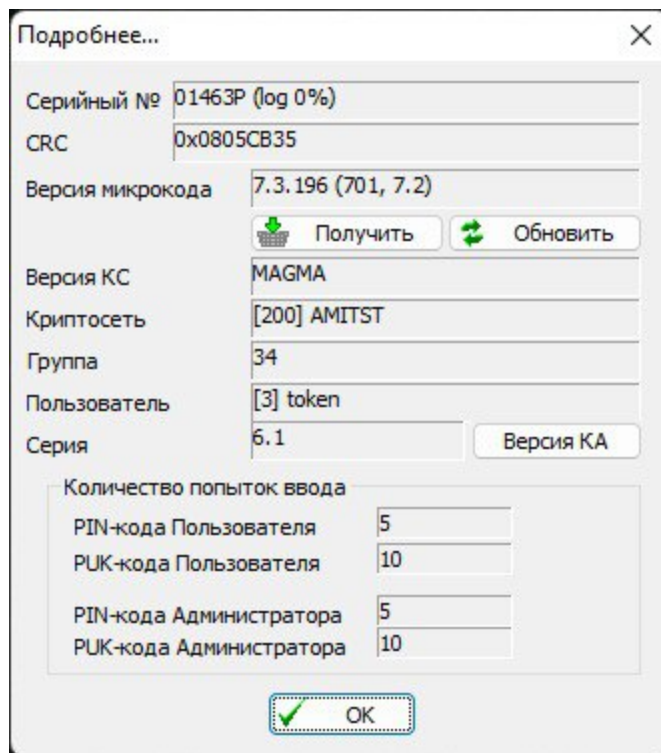 Подробнее...
Серийный № 01463P (log 0%)
CRC 0x0805CB35
Версия микрокода 7.3.196 (701, 7.2)
Получить Обновить
Версия КС MAGMA
Криптосеть [200] AMITST
Группа 34
Пользователь [3] token
Серия 6.1 Версия КА
Количество попыток ввода
PIN-кода Пользователя 5
PUK-кода Пользователя 10
PIN-кода Администратора 5
PUK-кода Администратора 10
OK